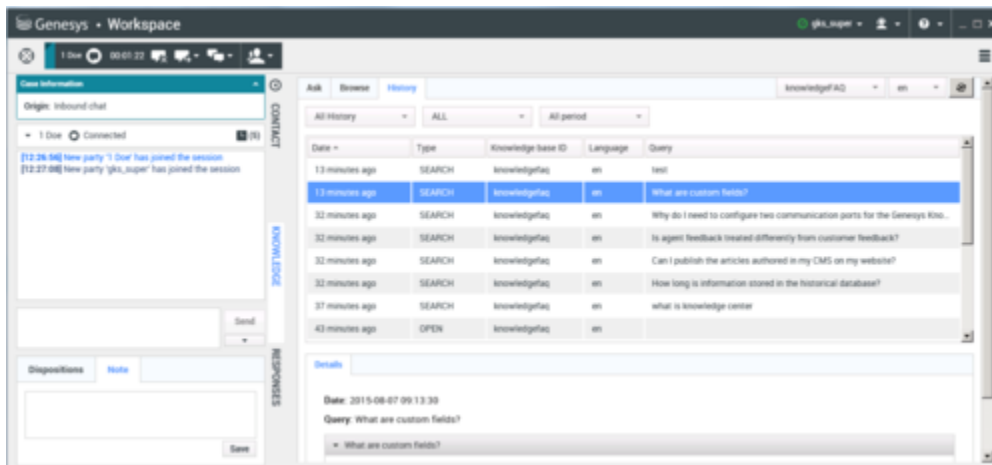 Genesys • Workspace
gks_super
1 Doe 00:01:22
Case Information
Origin: Inbound chat
1 Doe Connected
(5)
[12:26:56] New party '1 Doe' has joined the session
[12:27:08] New party 'gks_super' has joined the session
Send
Dispositions Note
Save
CONTACT
KNOWLEDGE
RESPONSES
Ask Browse History
knowledgeFAQ en
All History ALL All period
Date Type Knowledge base ID Language Query
13 minutes ago SEARCH knowledgefaq en test
13 minutes ago SEARCH knowledgefaq en What are custom fields?
32 minutes ago SEARCH knowledgefaq en Why do I need to configure two communication ports for the Genesys Kno...
32 minutes ago SEARCH knowledgefaq en Is agent feedback treated differently from customer feedback?
32 minutes ago SEARCH knowledgefaq en Can I publish the articles authored in my CMS on my website?
32 minutes ago SEARCH knowledgefaq en How long is information stored in the historical database?
37 minutes ago SEARCH knowledgefaq en what is knowledge center
43 minutes ago OPEN knowledgefaq en
Details
Date: 2015-08-07 09:13:30
Query: What are custom fields?
What are custom fields?